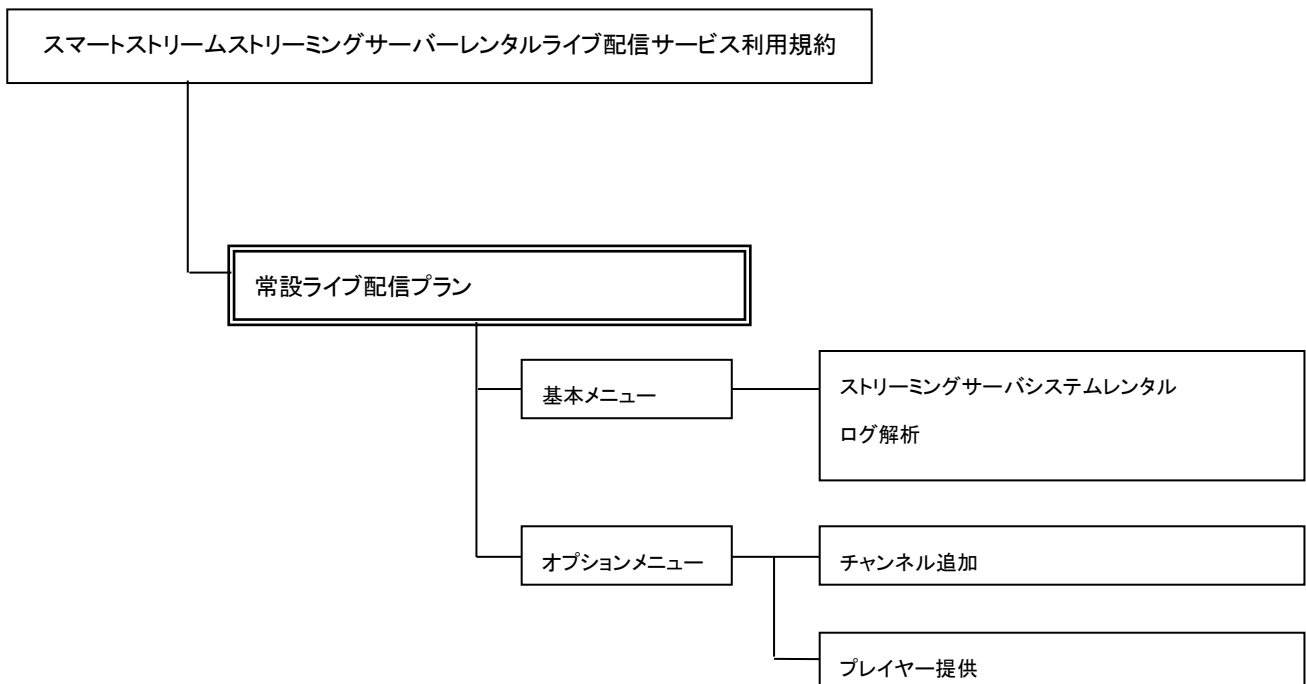 スマートストリームストリーミングサーバーレンタルライブ配信サービス利用規約
常設ライブ配信プラン
基本メニュー
ストリーミングサーバシステムレンタル
ログ解析
オプションメニュー
チャンネル追加
プレイヤー提供